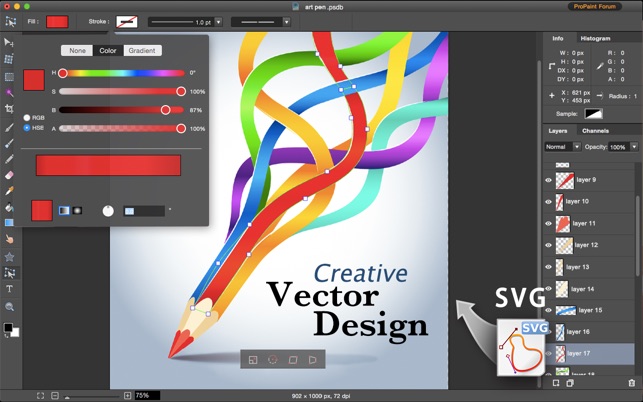 art pen .psdb
ProPaint Forum
Fill :
Stroke :
1.0 pt
None
Color
Gradient
H
0°
S
100%
B
87%
A
100%
RGB
HSE
°
Info
Histogram
W : 0 px
H : 0 px
DX : 0 px
DY : 0 px
R : 0
G : 0
B : 0
A : 0
X : 621 px
Y : 453 px
Radius : 1
Sample:
Layers
Channels
Normal
Opacity: 100%
layer 9
layer 10
layer 11
layer 12
layer 13
layer 14
layer 15
layer 16
layer 17
Creative
Vector
Design
SVG
SVG
T
75%
902 x 1009 px, 72 dpi